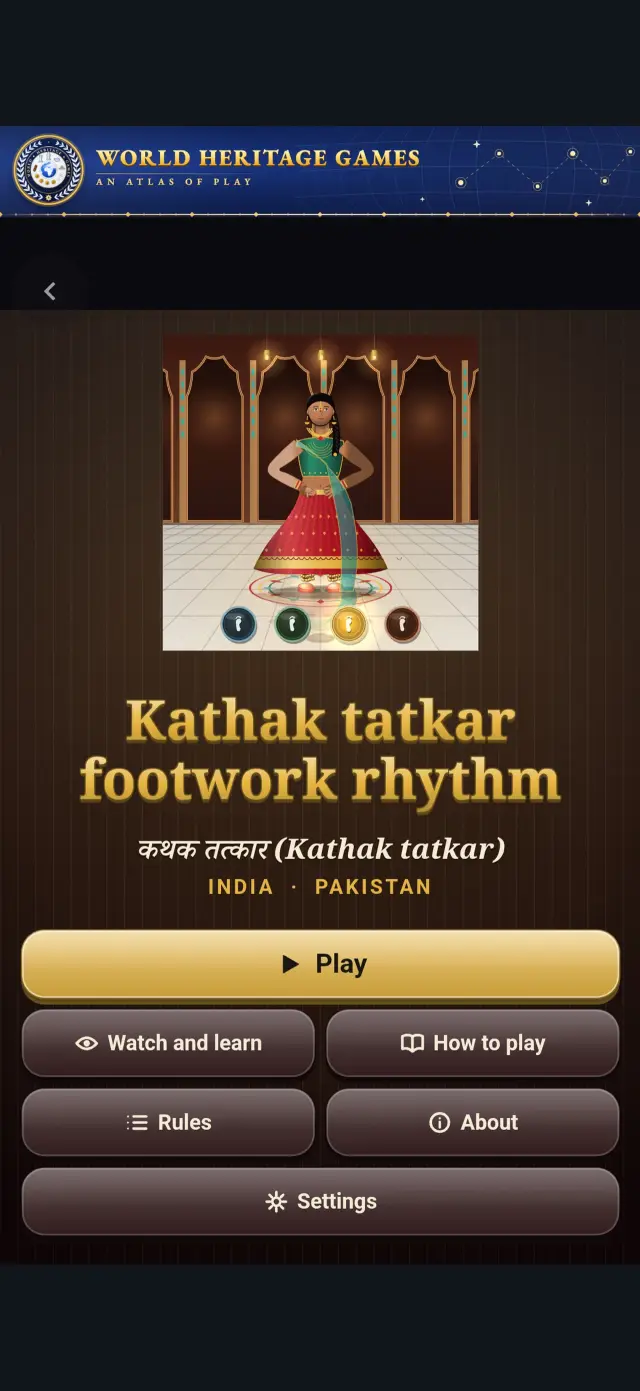 WORLD HERITAGE GAMES
AN ATLAS OF PLAY
Kathak tatkar
footwork rhythm
कथक तत्कार (Kathak tatkar)
INDIA · PAKISTAN
Play
Watch and learn
How to play
Rules
About
Settings